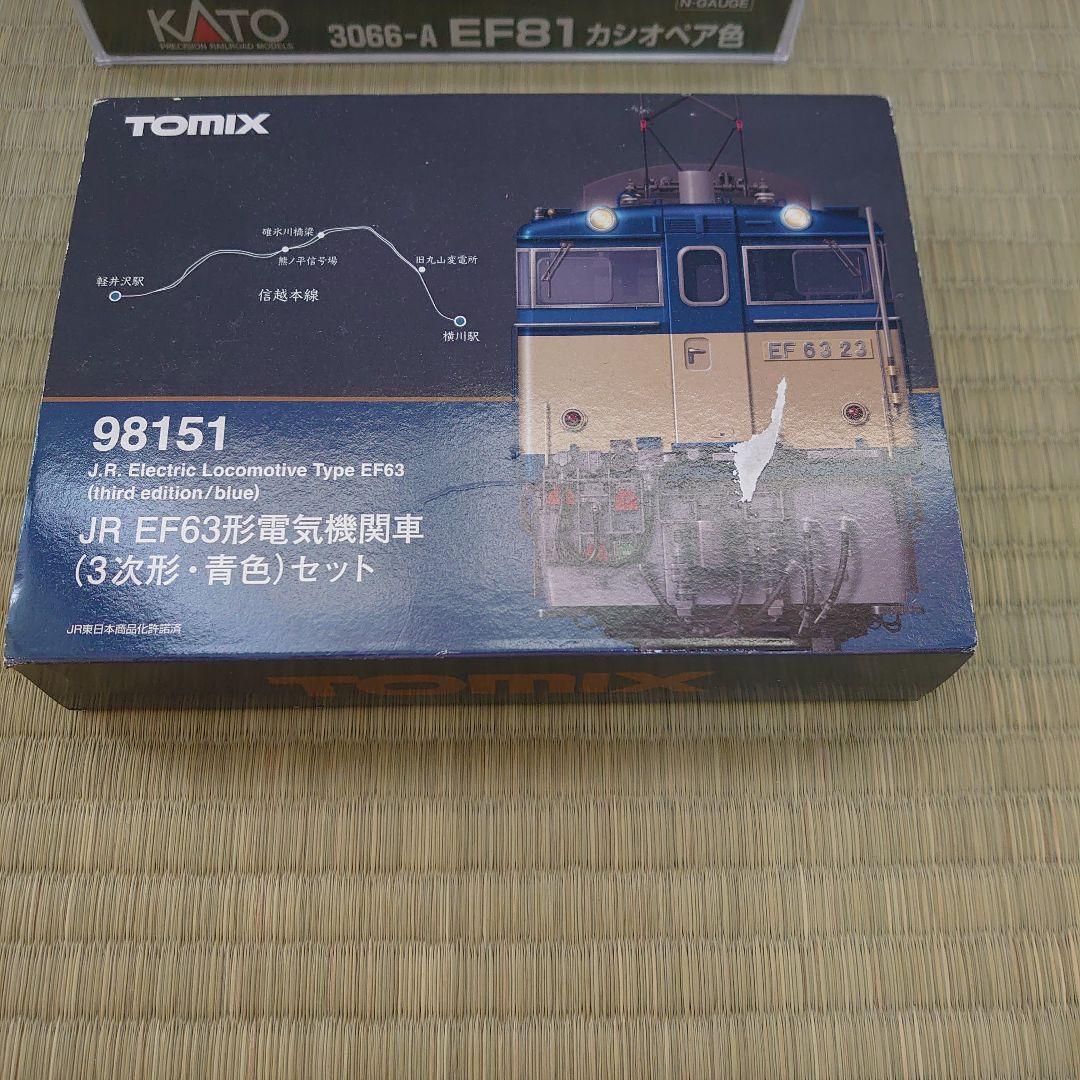 N-GAUGE
KATO
PRECISION RAILROAD MODELS
3066-A EF81 カシオペア色
TOMIX
碓氷川橋梁
熊ノ平信号場
旧丸山変電所
軽井沢駅
信越本線
横川駅
EF 63 23
98151
J.R. Electric Locomotive Type EF63
(third edition/blue)
JR EF63形電気機関車
(3次形・青色)セット
JR東日本商品化許諾済
TOMIX